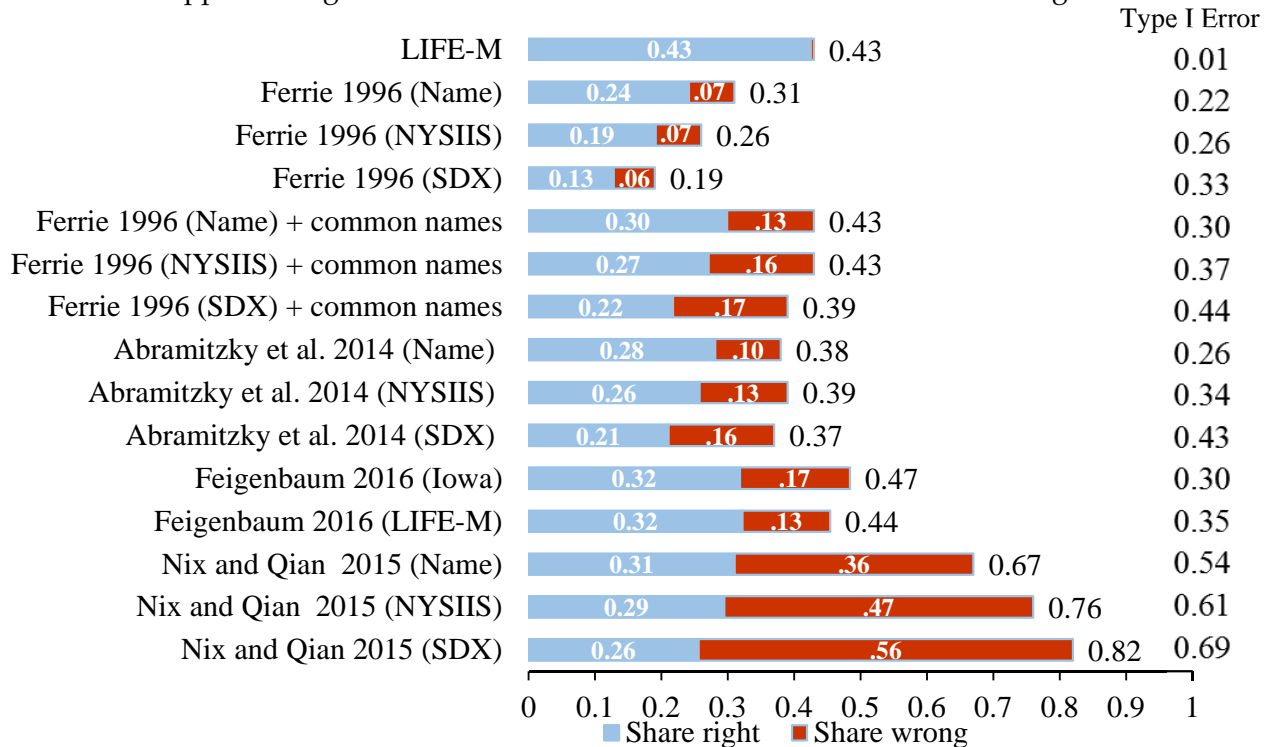 Type I Error
LIFE-M 0.43 0.43 0.01
Ferrie 1996 (Name) 0.24 .07 0.31 0.22
Ferrie 1996 (NYSIIS) 0.19 .07 0.26 0.26
Ferrie 1996 (SDX) 0.13 .06 0.19 0.33
Ferrie 1996 (Name) + common names 0.30 .13 0.43 0.30
Ferrie 1996 (NYSIIS) + common names 0.27 .16 0.43 0.37
Ferrie 1996 (SDX) + common names 0.22 .17 0.39 0.44
Abramitzky et al. 2014 (Name) 0.28 .10 0.38 0.26
Abramitzky et al. 2014 (NYSIIS) 0.26 .13 0.39 0.34
Abramitzky et al. 2014 (SDX) 0.21 .16 0.37 0.43
Feigenbaum 2016 (Iowa) 0.32 .17 0.47 0.30
Feigenbaum 2016 (LIFE-M) 0.32 .13 0.44 0.35
Nix and Qian 2015 (Name) 0.31 .36 0.67 0.54
Nix and Qian 2015 (NYSIIS) 0.29 .47 0.76 0.61
Nix and Qian 2015 (SDX) 0.26 .56 0.82 0.69
0 0.1 0.2 0.3 0.4 0.5 0.6 0.7 0.8 0.9 1
Share right Share wrong